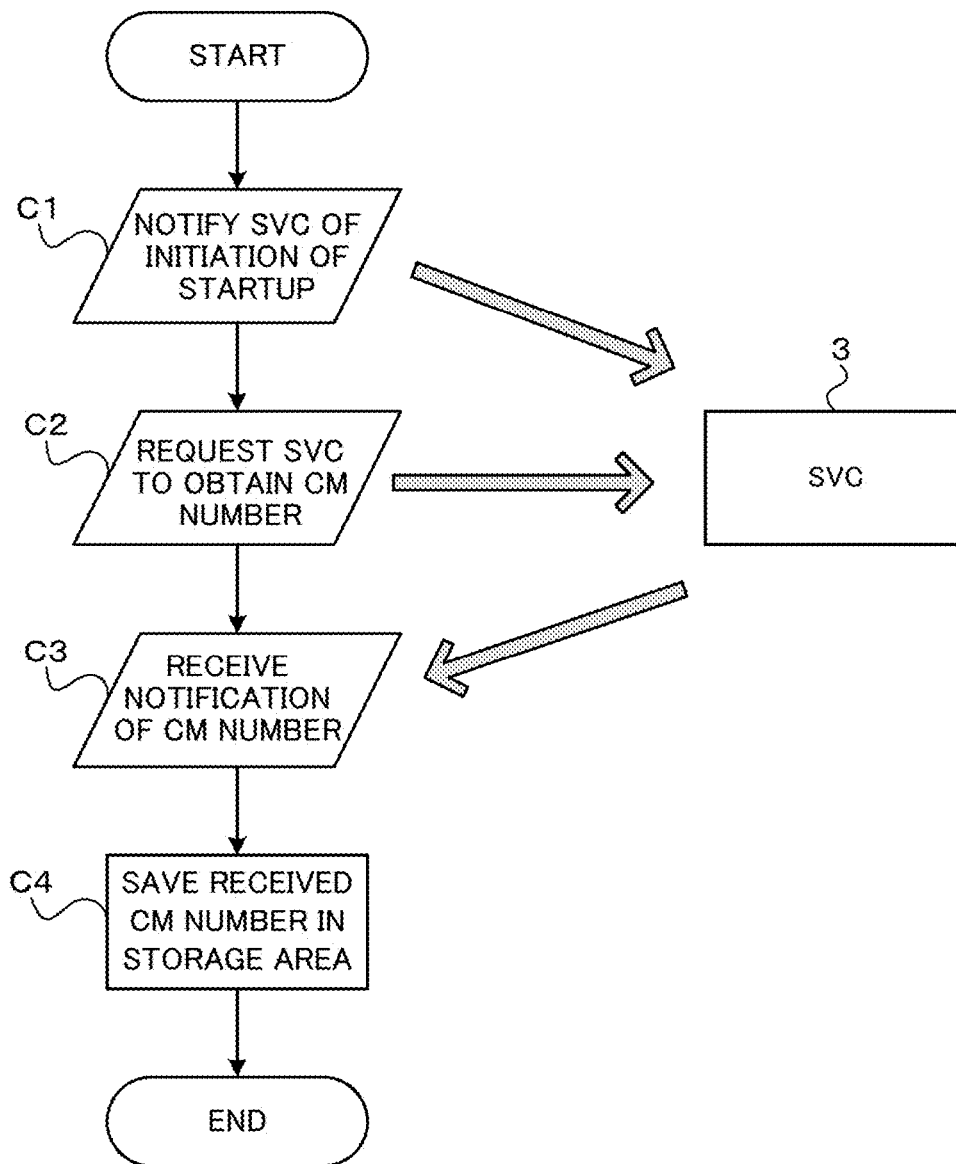 START
C1
NOTIFY SVC OF
INITIATION OF
STARTUP
3
SVC
C2
REQUEST SVC
TO OBTAIN CM
NUMBER
C3
RECEIVE
NOTIFICATION
OF CM NUMBER
C4
SAVE RECEIVED
CM NUMBER IN
STORAGE AREA
END